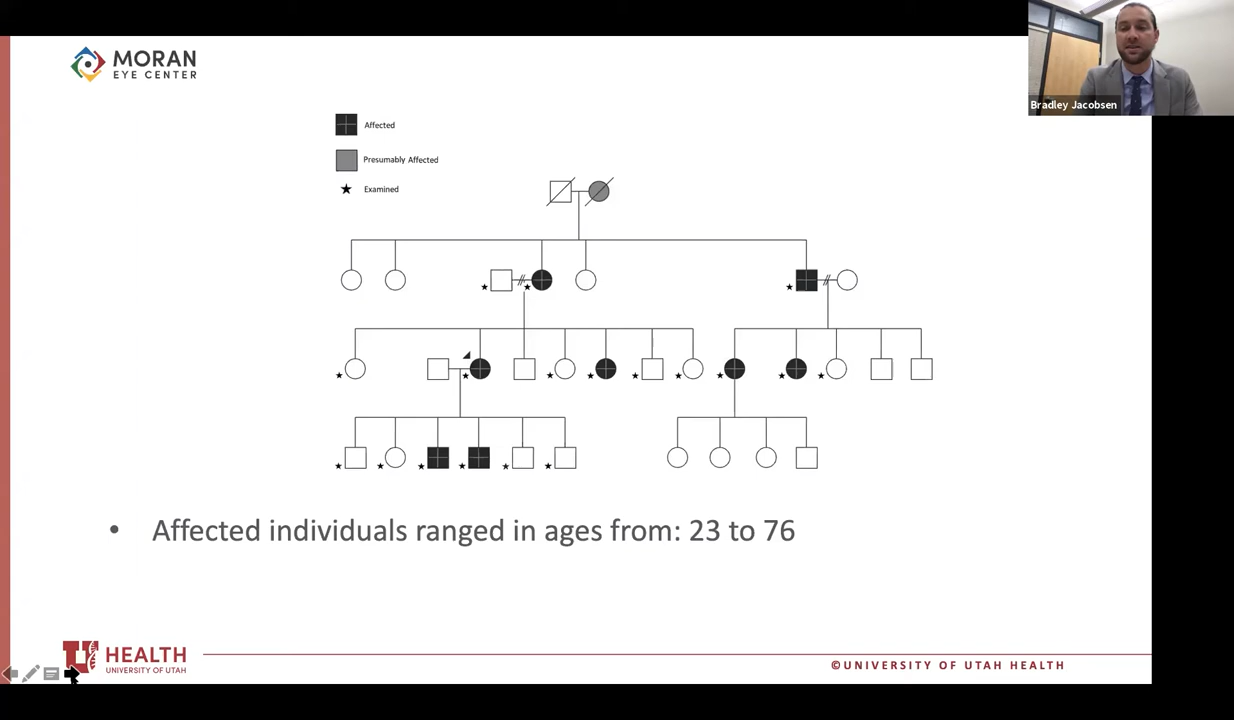 MORAN
EYE CENTER
Bradley Jacobsen
Affected
Presumably Affected
Examined
• Affected individuals ranged in ages from: 23 to 76
U HEALTH
UNIVERSITY OF UTAH
©UNIVERSITY OF UTAH HEALTH